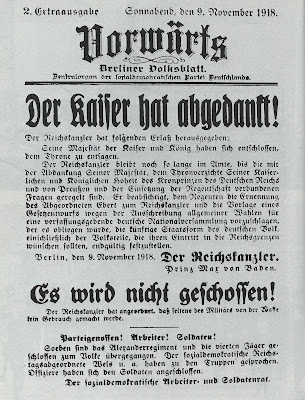 2. Extraausgabe Sonnabend, den 9. November 1918.
Vorwärts
Berliner Volksblatt.
Zentralorgan der sozialdemokratischen Partei Deutschlands.
Der Kaiser hat abgedankt!
Der Reichskanzler hat folgenden Erlaß herausgegeben:
Seine Majestät der Kaiser und König haben sich entschlossen,
dem Throne zu entsagen.
Der Reichskanzler bleibt noch so lange im Amte, bis die mit
der Abdankung Seiner Majestät, dem Thronverzichte Seiner Kaiser-
lichen und Königlichen Hoheit des Kronprinzen des Deutschen Reichs
und von Preußen und der Einsetzung der Regentschaft verbundenen
Fragen geregelt sind. Er beabsichtigt, dem Regenten die Ernennung
des Abgeordneten Ebert zum Reichskanzler und die Vorlage eines
Gesetzentwurfs wegen der Ausschreibung allgemeiner Wahlen für
eine verfassunggebende deutsche Nationalversammlung vorzuschlagen,
der es obliegen würde, die künftige Staatsform des deutschen Volk,
einschließlich der Volksteile, die ihren Eintritt in die Reichsgrenzen
wünschen sollten, endgültig festzustellen.
Berlin, den 9. November 1918. Der Reichskanzler.
Prinz Max von Baden.
Es wird nicht geschossen!
Der Reichskanzler hat angeordnet, daß seitens des Militärs von der Waffe
kein Gebrauch gemacht werde.
Parteigenossen! Arbeiter! Soldaten!
Soeben sind das Alexanderregiment und die vierten Jäger ge-
schlossen zum Volke übergegangen. Der sozialdemokratische Reichs-
tagsabgeordnete Wels u. a. haben zu den Truppen gesprochen.
Offiziere haben sich den Soldaten angeschlossen.
Der sozialdemokratische Arbeiter- und Soldatenrat.